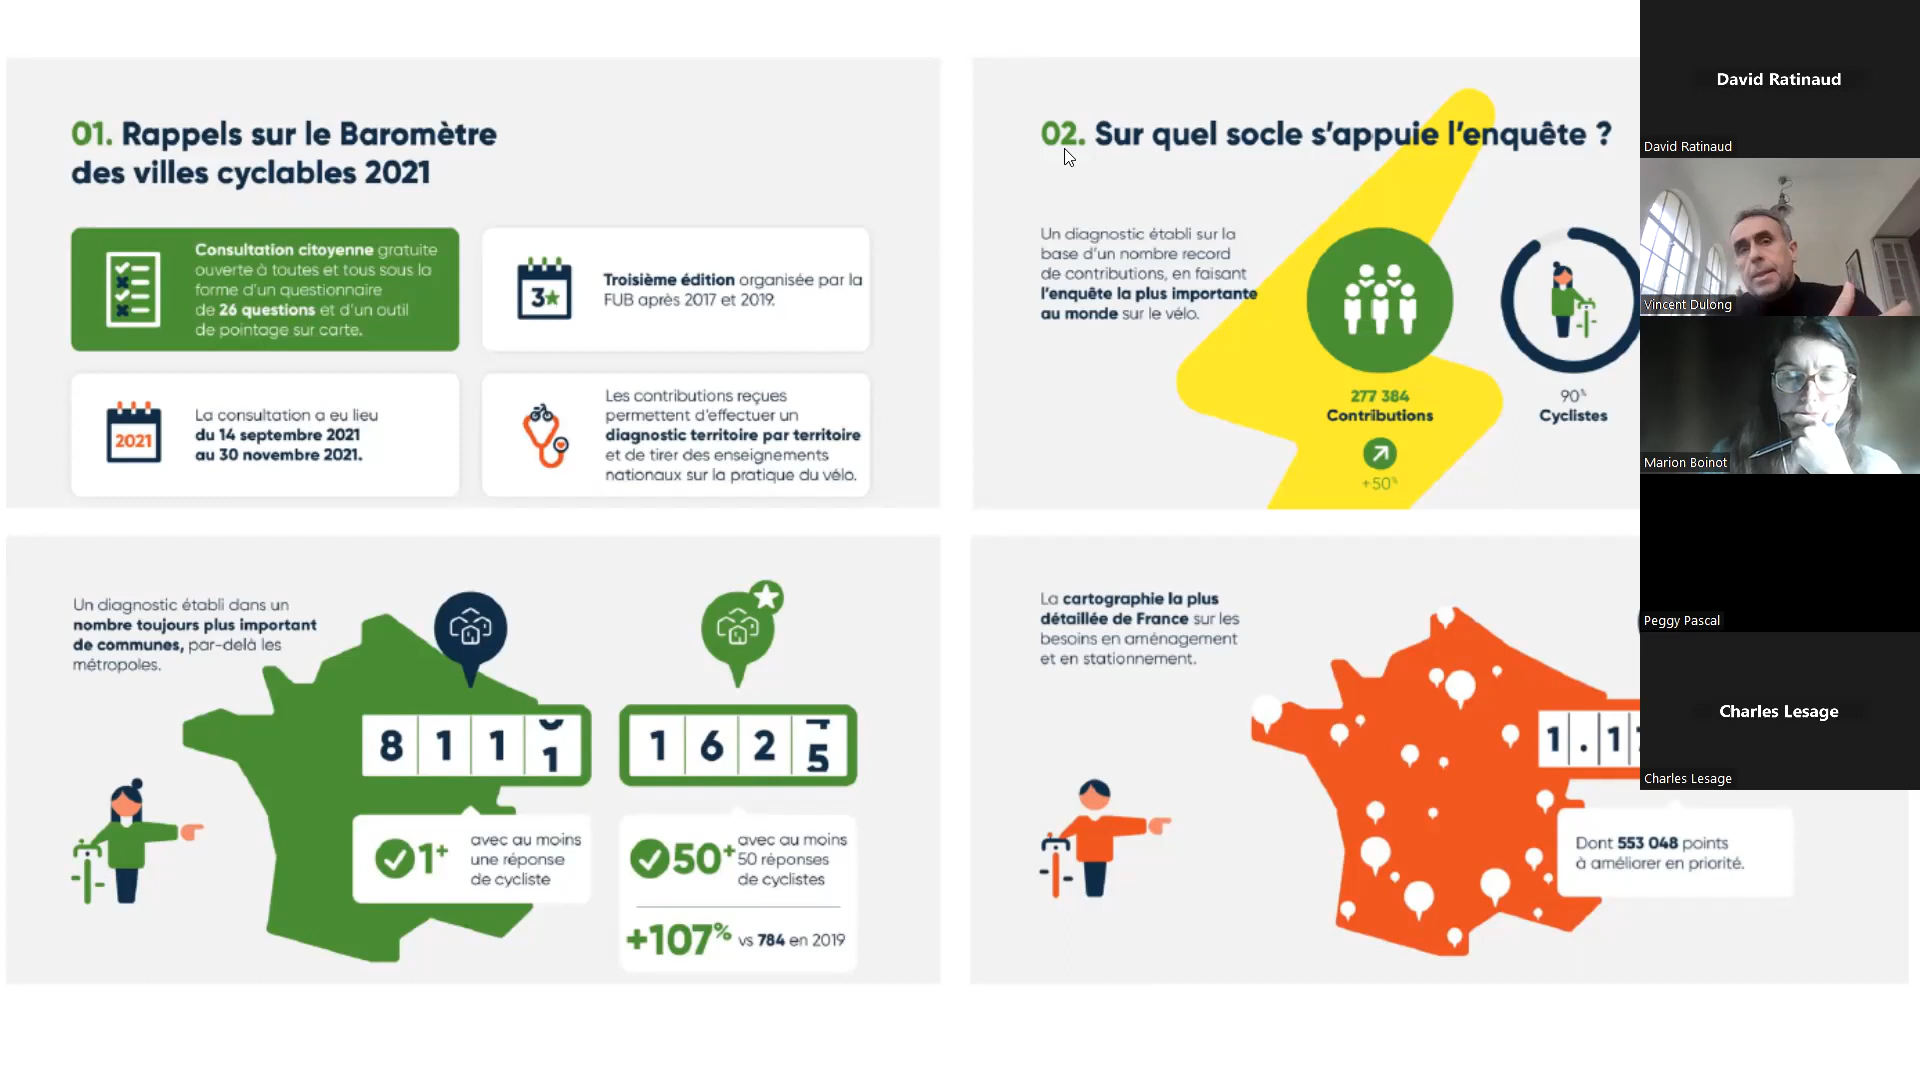 01. Rappels sur le Baromètre
des villes cyclables 2021
Consultation citoyenne gratuite
ouverte à toutes et tous sous la
forme d'un questionnaire
de 26 questions et d'un outil
de pointage sur carte.
3
Troisième édition organisée par la
FUB après 2017 et 2019.
2021
La consultation a eu lieu
du 14 septembre 2021
au 30 novembre 2021.
Les contributions reçues
permettent d'effectuer un
diagnostic territoire par territoire
et de tirer des enseignements
nationaux sur la pratique du vélo.
02. Sur quel socle s'appuie l'enquête ?
Un diagnostic établi sur la
base d'un nombre record
de contributions, en faisant
l'enquête la plus importante
au monde sur le vélo.
277 384
Contributions
+50%
90%
Cyclistes
Un diagnostic établi dans un
nombre toujours plus important
de communes, par-delà les
métropoles.
8 1 1 1
1 6 2 5
1+
avec au moins
une réponse
de cycliste
50+
avec au moins
50 réponses
de cyclistes
+107% vs 784 en 2019
La cartographie la plus
détaillée de France sur les
besoins en aménagement
et en stationnement.
1.1
Dont 553 048 points
à améliorer en priorité.
David Ratinaud
David Ratinaud
Vincent Dulong
Marion Boinot
Peggy Pascal
Charles Lesage
Charles Lesage